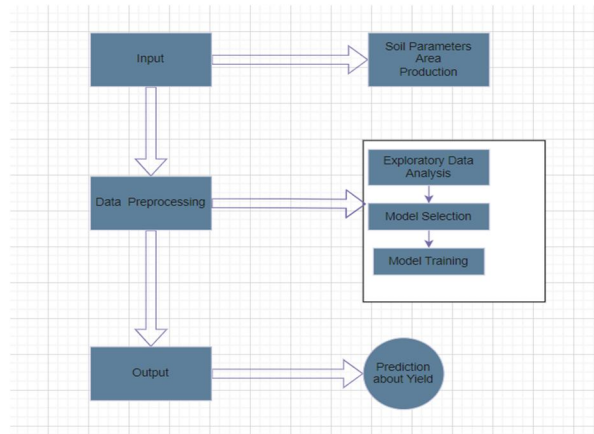 Input
Soil Parameters
Area
Production
Exploratory Data
Analysis
Data Preprocessing
Model Selection
Model Training
Output
Prediction
about Yield